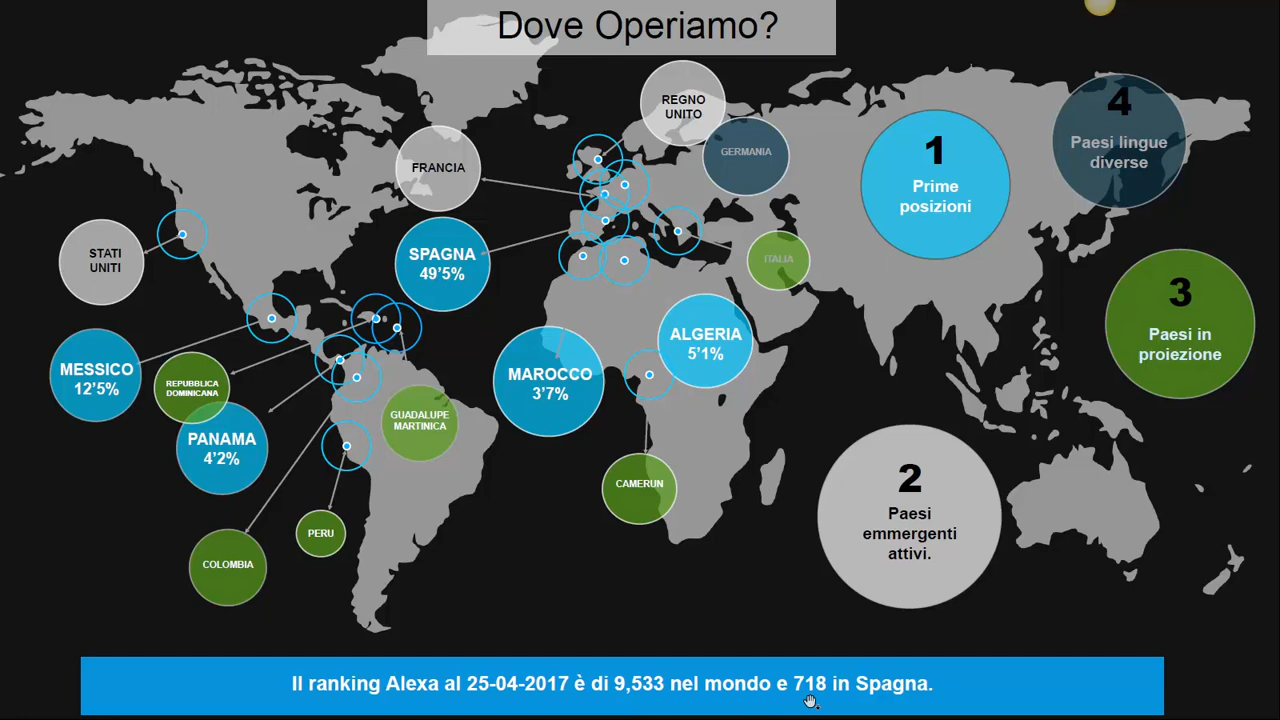 Dove Operiamo?
REGNO
UNITO
4
Paesi lingue
diverse
GERMANIA
1
Prime
posizioni
FRANCIA
STATI
UNITI
SPAGNA
49'5%
ITALIA
3
Paesi in
proiezione
MESSICO
12'5%
REPUBBLICA
DOMINICANA
ALGERIA
5'1%
MAROCCO
3'7%
PANAMA
4'2%
GUADALUPE
MARTINICA
CAMERUN
2
Paesi
emmergenti
attivi.
PERU
COLOMBIA
Il ranking Alexa al 25-04-2017 è di 9,533 nel mondo e 718 in Spagna.